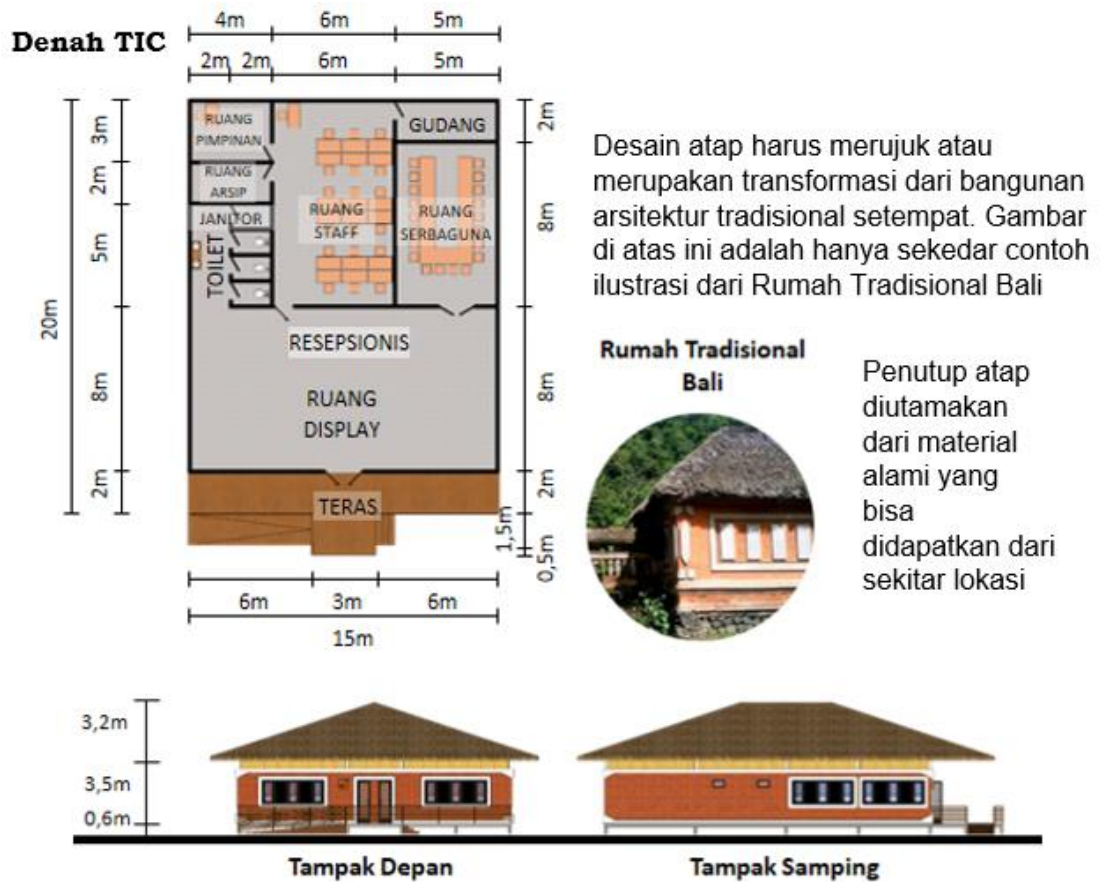 Denah TIC
4m 6m 5m
2m 2m 6m 5m
20m
3m
2m
5m
8m
2m
RUANG
PIMPINAN
RUANG
ARSIP
JANITOR
TOILET
RUANG
STAFF
GUDANG
RUANG
SERBAGUNA
RESEPSIONIS
RUANG
DISPLAY
TERAS
2m
8m
8m
2m
1,5m
0,5m
6m 3m 6m
15m
Desain atap harus merujuk atau
merupakan transformasi dari bangunan
arsitektur tradisional setempat. Gambar
di atas ini adalah hanya sekedar contoh
ilustrasi dari Rumah Tradisional Bali
Rumah Tradisional
Bali
Penutup atap
diutamakan
dari material
alami yang
bisa
didapatkan dari
sekitar lokasi
3,2m
3,5m
0,6m
Tampak Depan
Tampak Samping